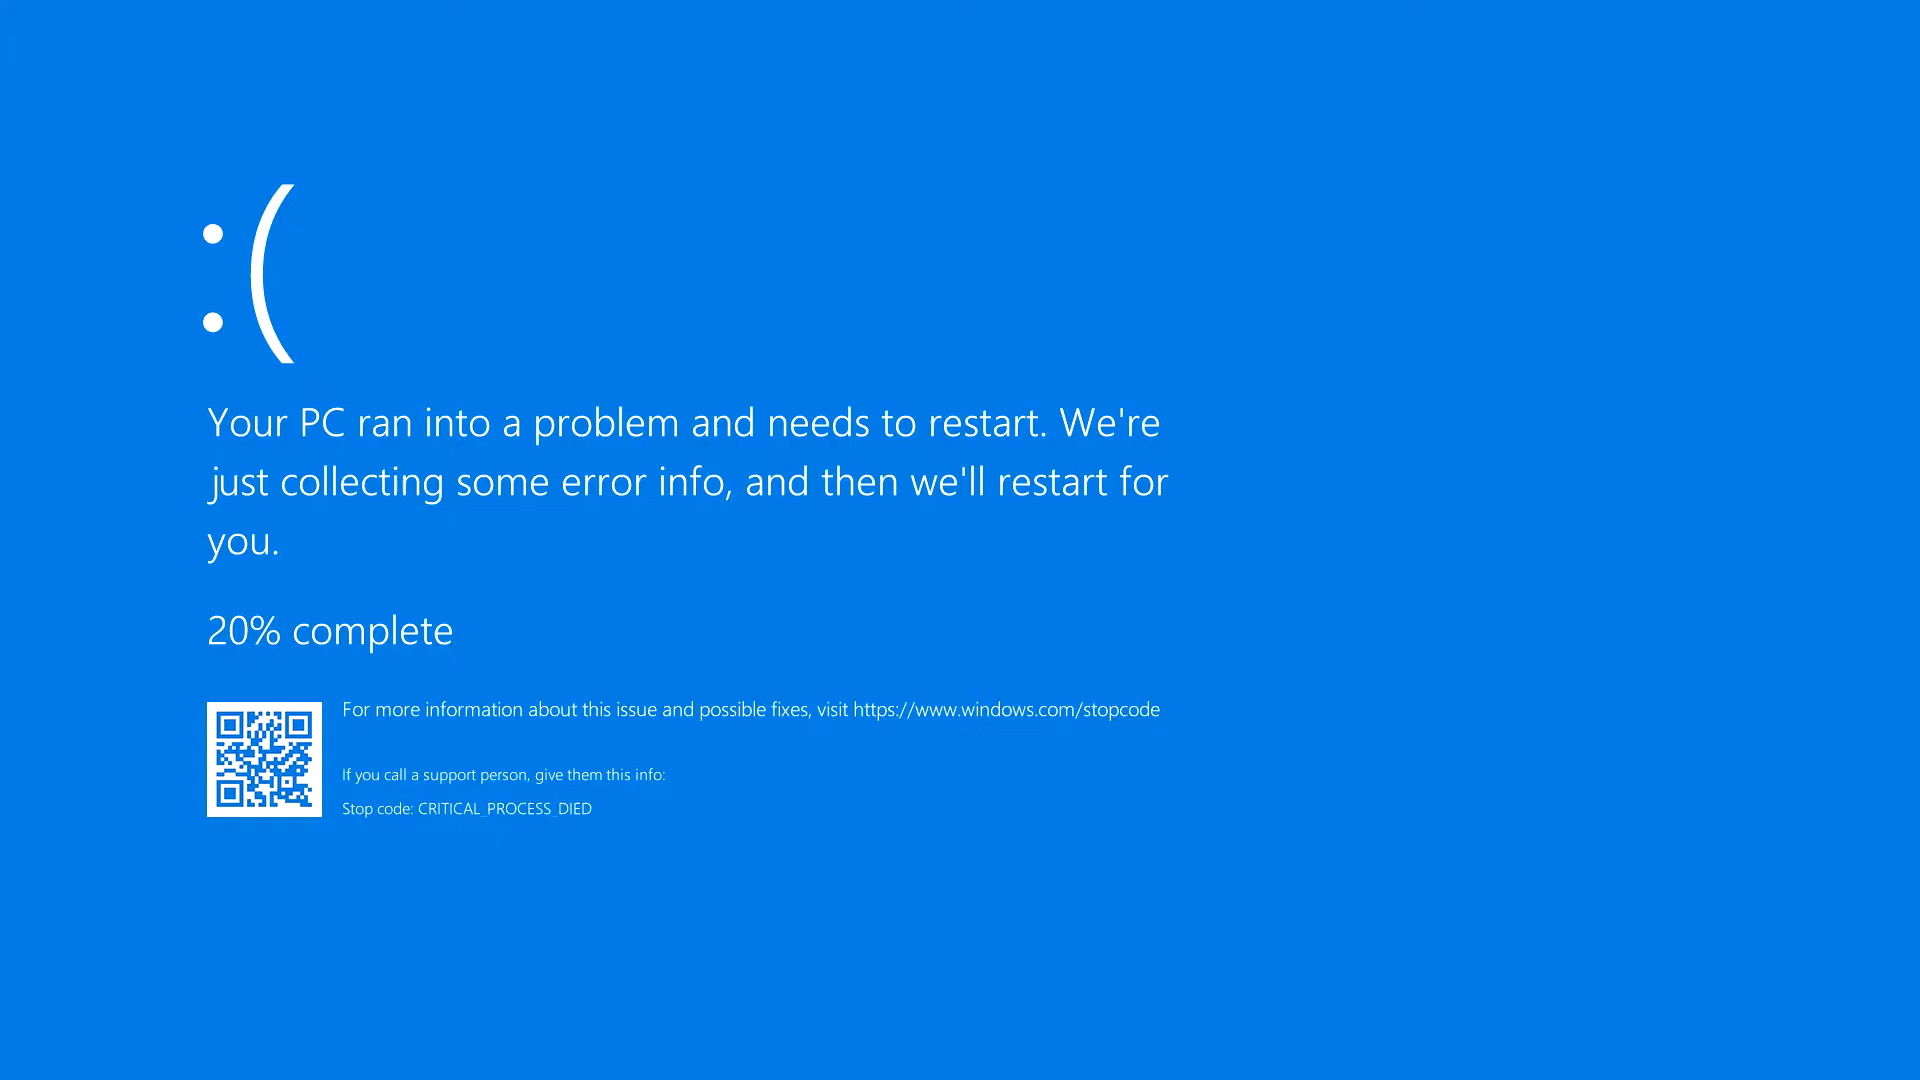 :(
Your PC ran into a problem and needs to restart. We're
just collecting some error info, and then we'll restart for
you.
20% complete
For more information about this issue and possible fixes, visit https://www.windows.com/stopcode
If you call a support person, give them this info:
Stop code: CRITICAL_PROCESS_DIED